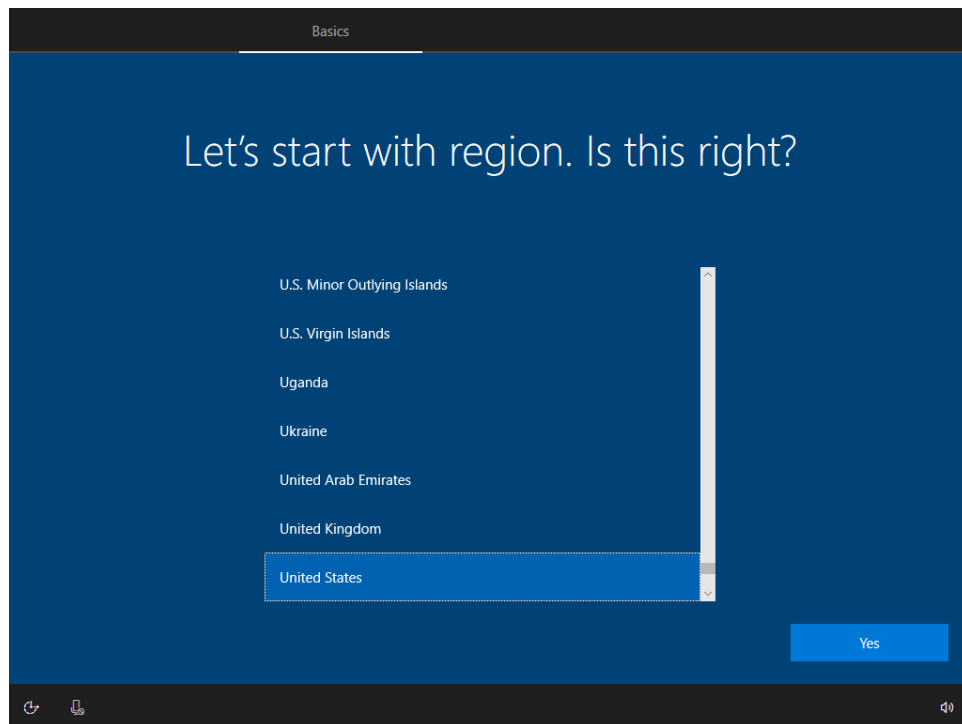 Basics
Let's start with region. Is this right?
U.S. Minor Outlying Islands
U.S. Virgin Islands
Uganda
Ukraine
United Arab Emirates
United Kingdom
United States
Yes